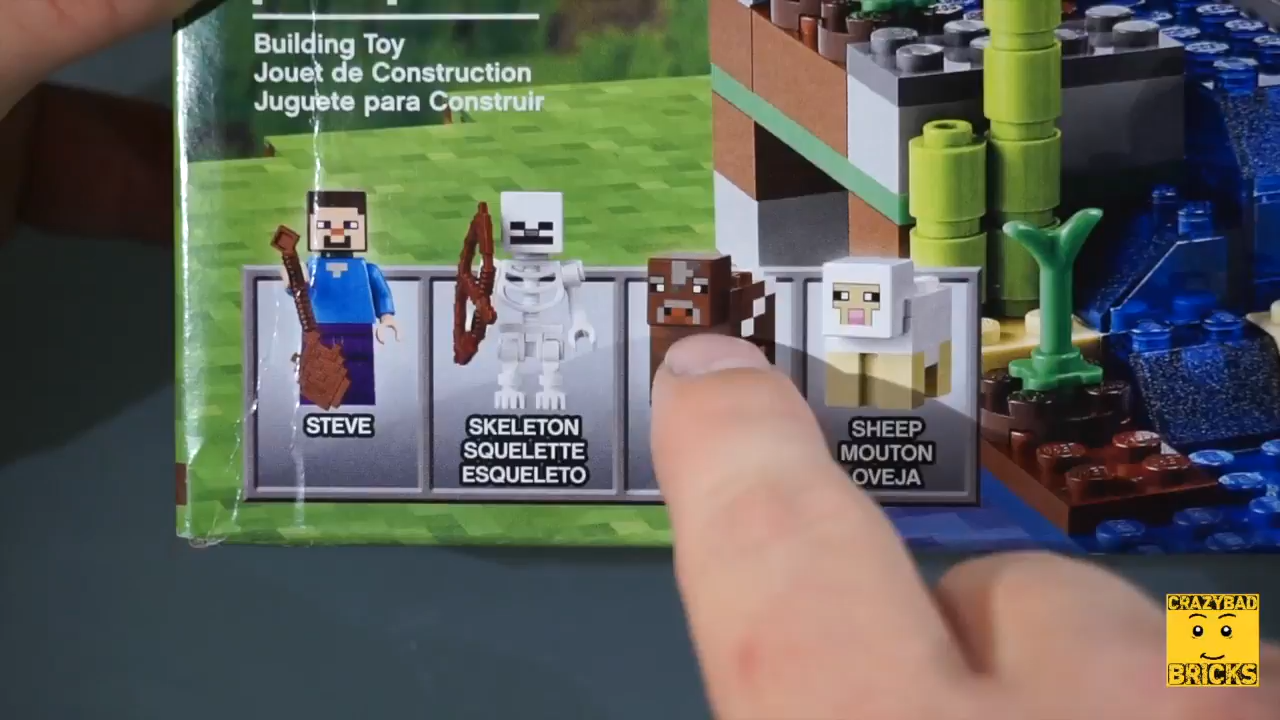 Building Toy
Jouet de Construction
Juguete para Construir
STEVE
SKELETON
SQUELETTE
ESQUELETO
SHEEP
MOUTON
OVEJA
CRAZYBAD
BRICKS